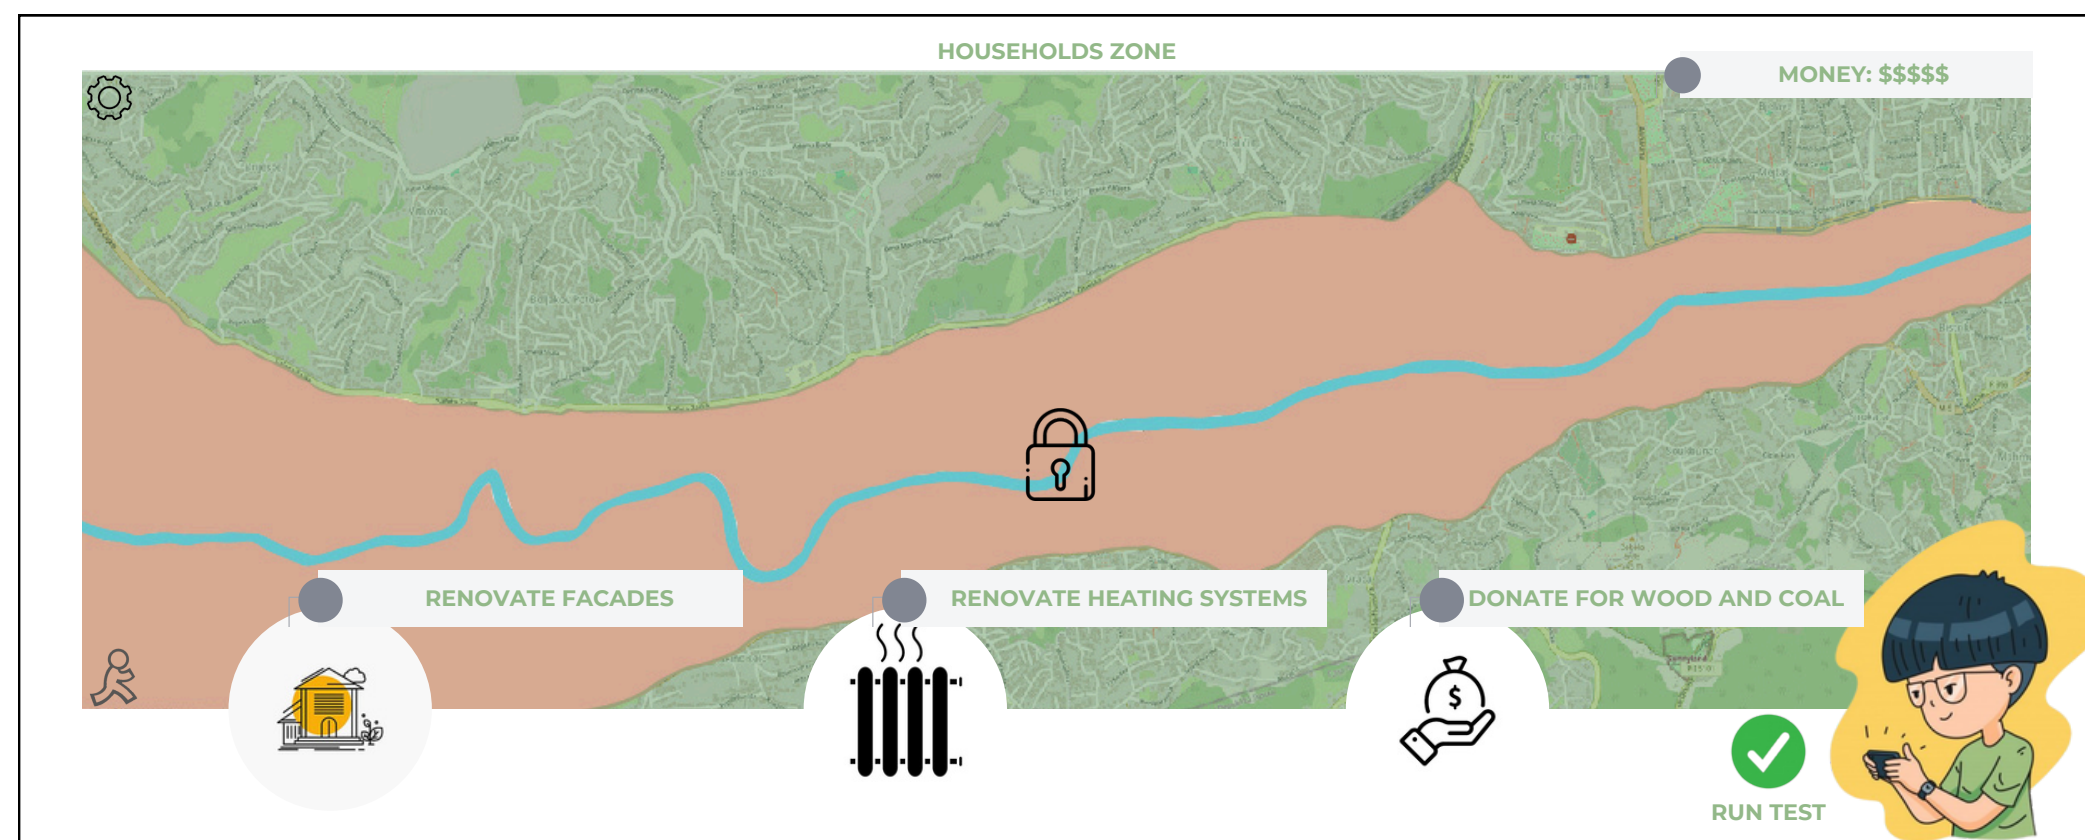 HOUSEHOLDS ZONE
MONEY: $$$$$
RENOVATE FACADES
RENOVATE HEATING SYSTEMS
DONATE FOR WOOD AND COAL
$
RUN TEST